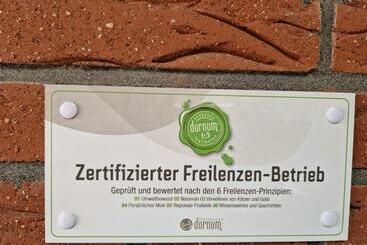 dornum
Zertifizierter Freilenzen-Betrieb
Geprüft und bewertet nach den 6 Freilenzen-Prinzipien:
01 Umweltbewusst 02 Naturnah 03 Verwöhnen von Körper und Geist
04 Persönliches Moin 05 Regionale Produkte 06 Wissenswertes und Geschichten
dornum